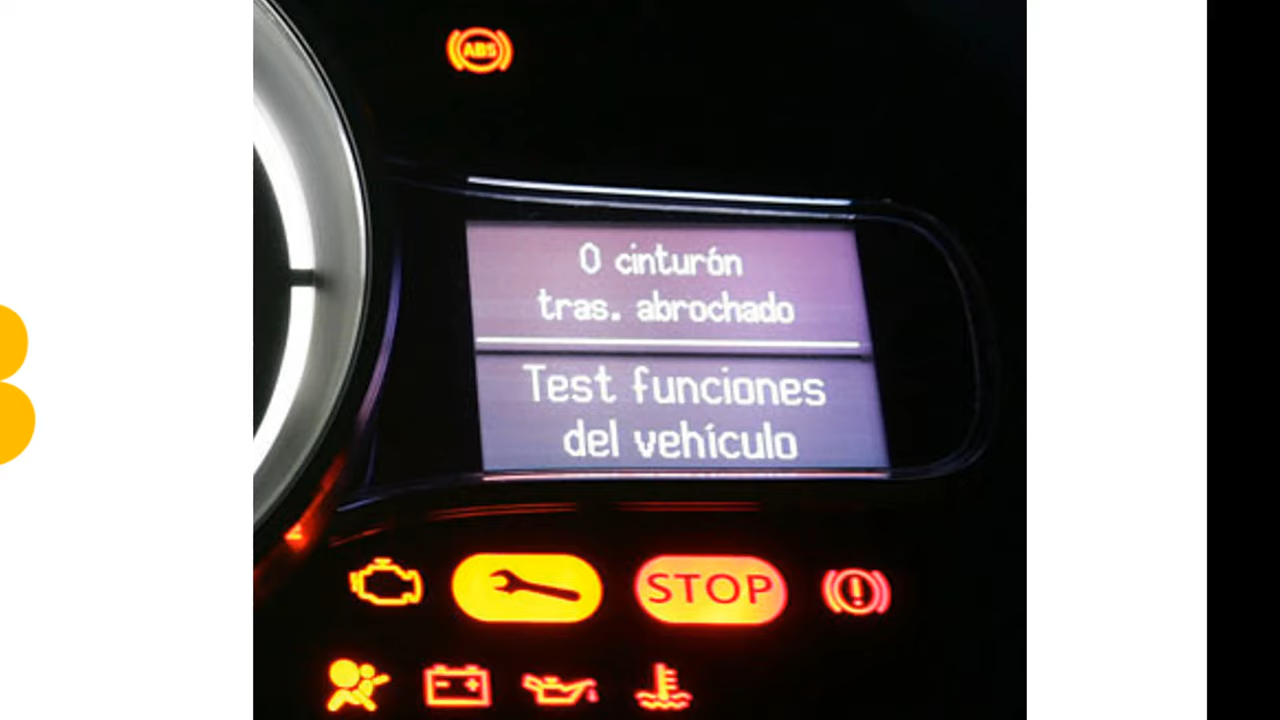 ABS
0 cinturón
tras. abrochado
Test funciones
del vehículo
STOP